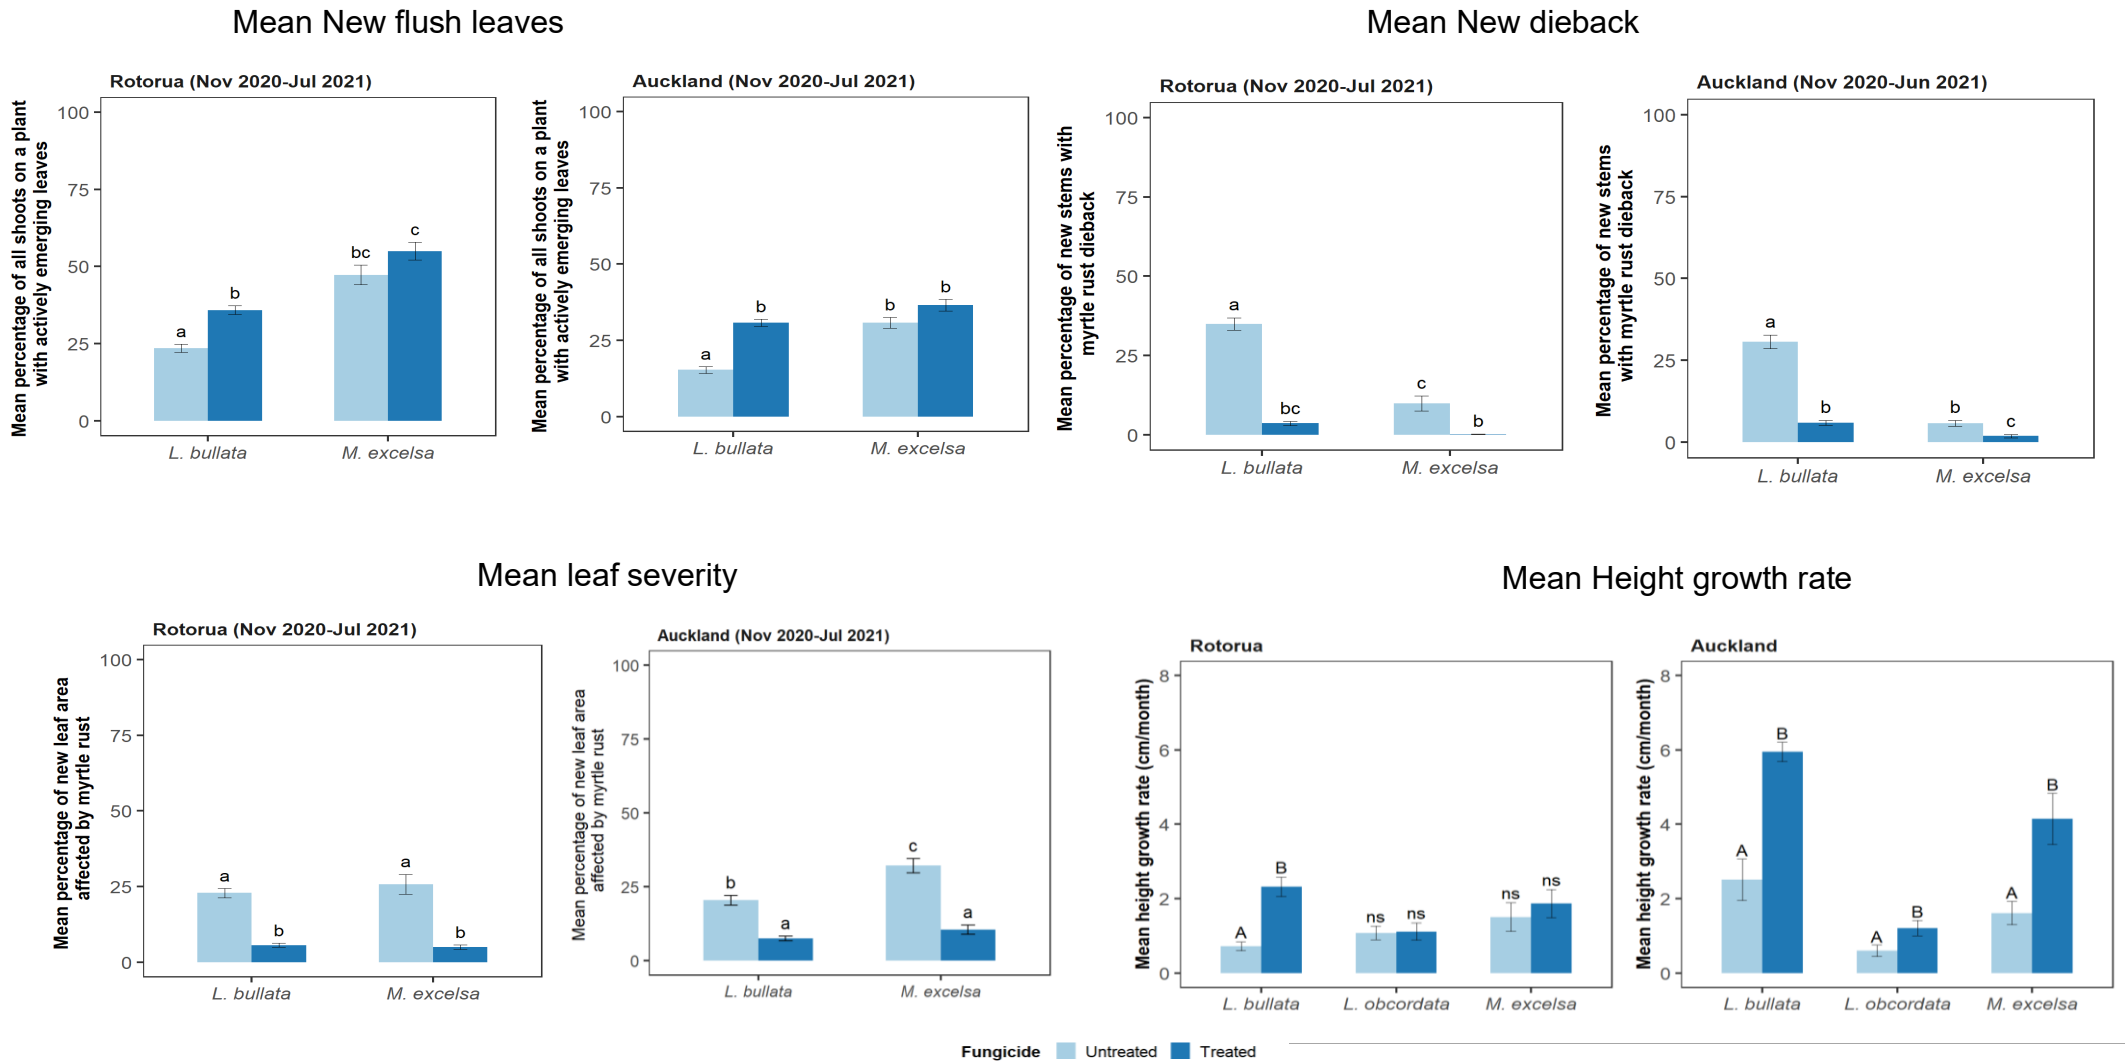 Mean New flush leaves
Mean New dieback
Rotorua (Nov 2020-Jul 2021)
Mean percentage of all shoots on a plant
with actively emerging leaves
100
75
50
25
0
a
b
bc
c
L. bullata
M. excelsa
Auckland (Nov 2020-Jul 2021)
Mean percentage of all shoots on a plant
with actively emerging leaves
100
75
50
25
0
a
b
b
b
L. bullata
M. excelsa
Rotorua (Nov 2020-Jul 2021)
Mean percentage of new stems with
myrtle rust dieback
100
75
50
25
0
a
bc
c
b
L. bullata
M. excelsa
Auckland (Nov 2020-Jun 2021)
Mean percentage of new stems
with myrtle rust dieback
100
75
50
25
0
a
b
b
c
L. bullata
M. excelsa
Mean leaf severity
Mean Height growth rate
Rotorua (Nov 2020-Jul 2021)
Mean percentage of new leaf area
affected by myrtle rust
100
75
50
25
0
a
b
a
b
L. bullata
M. excelsa
Auckland (Nov 2020-Jul 2021)
Mean percentage of new leaf area
affected by myrtle rust
100
75
50
25
0
b
a
c
a
L. bullata
M. excelsa
Rotorua
Mean height growth rate (cm/month)
8
6
4
2
0
A
B
ns
ns
ns
ns
L. bullata
L. obcordata
M. excelsa
Auckland
Mean height growth rate (cm/month)
8
6
4
2
0
A
B
A
B
A
B
L. bullata
L. obcordata
M. excelsa
Fungicide Untreated Treated